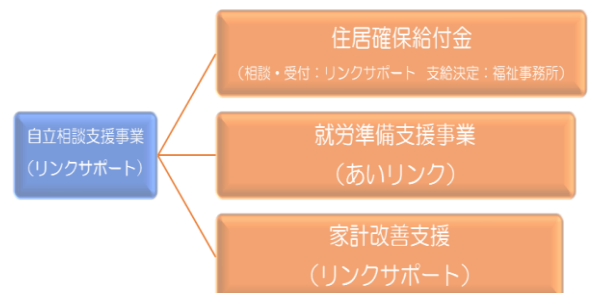 自立相談支援事業
（リンクサポート）
住居確保給付金
（相談・受付：リンクサポート　支給決定：福祉事務所）
就労準備支援事業
（あいリンク）
家計改善支援
（リンクサポート）